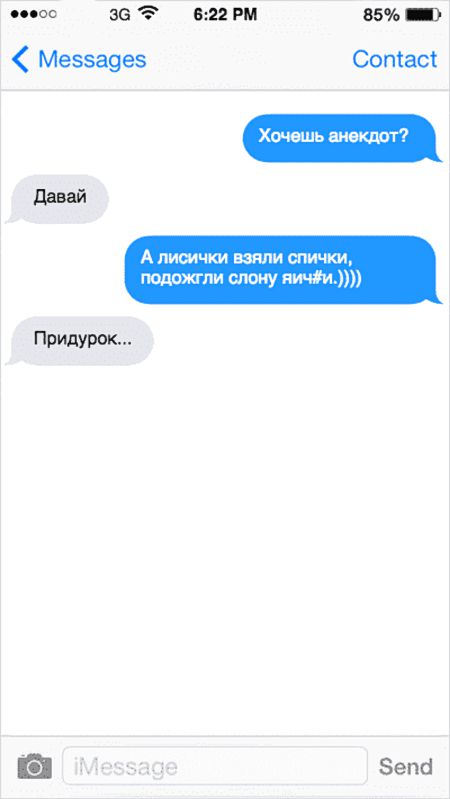 3G 6:22 PM 85%
Messages Contact
Хочешь анекдот?
Давай
А лисички взяли спички,
подожгли слону яич#и.))))
Придурок...
iMessage Send